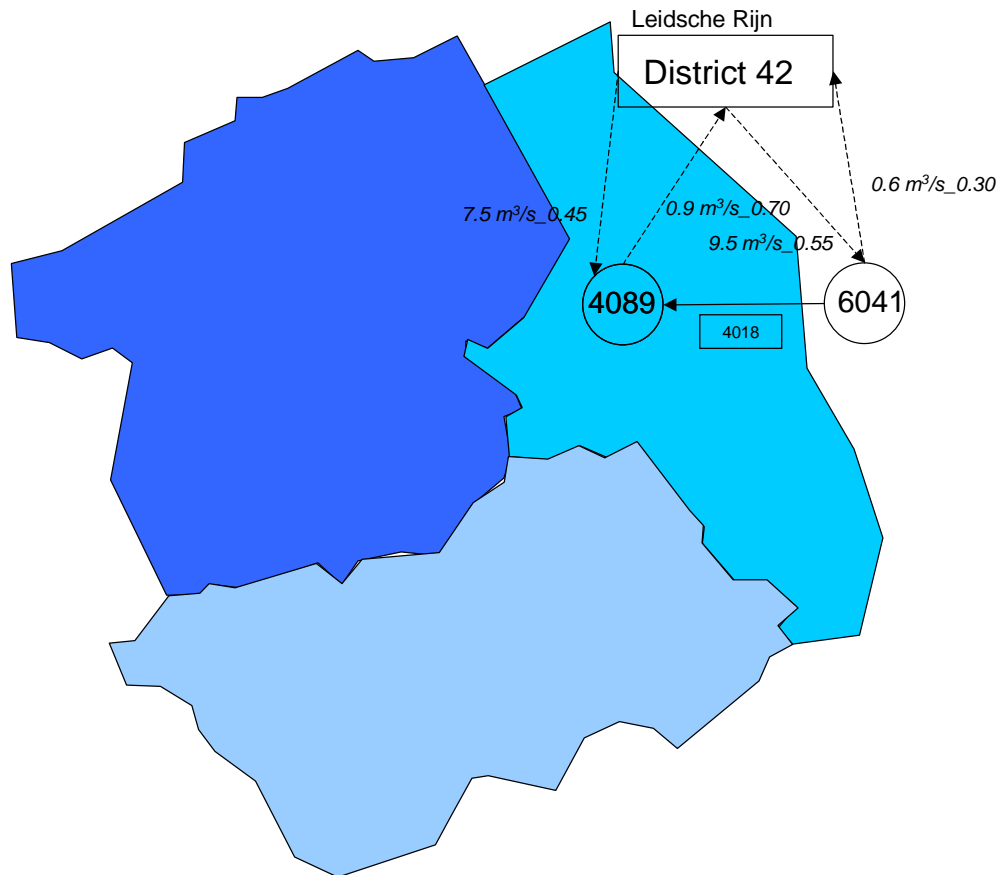 Leidsche Rijn
District 42
0.6 m³/s_0.30
7.5 m³/s_0.45
0.9 m³/s_0.70
9.5 m³/s_0.55
4089
6041
4018